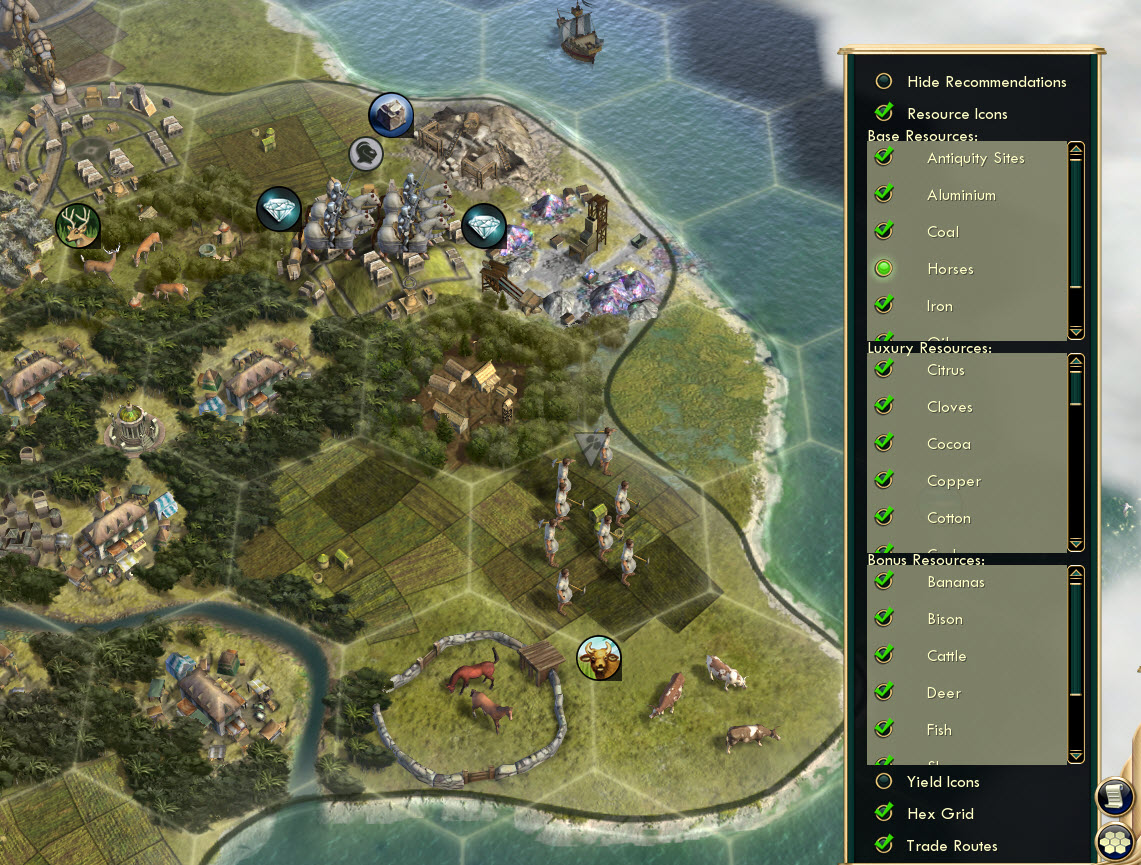 Hide Recommendations
Resource Icons
Base Resources:
Antiquity Sites
Aluminium
Coal
Horses
Iron
Luxury Resources:
Citrus
Cloves
Cocoa
Copper
Cotton
Bonus Resources:
Bananas
Bison
Cattle
Deer
Fish
Yield Icons
Hex Grid
Trade Routes